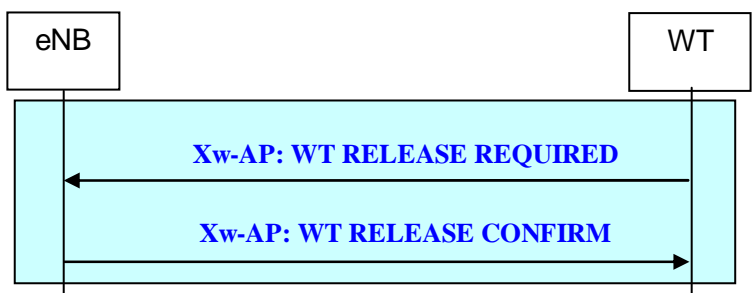 eNB
WT
Xw-AP: WT RELEASE REQUIRED
Xw-AP: WT RELEASE CONFIRM